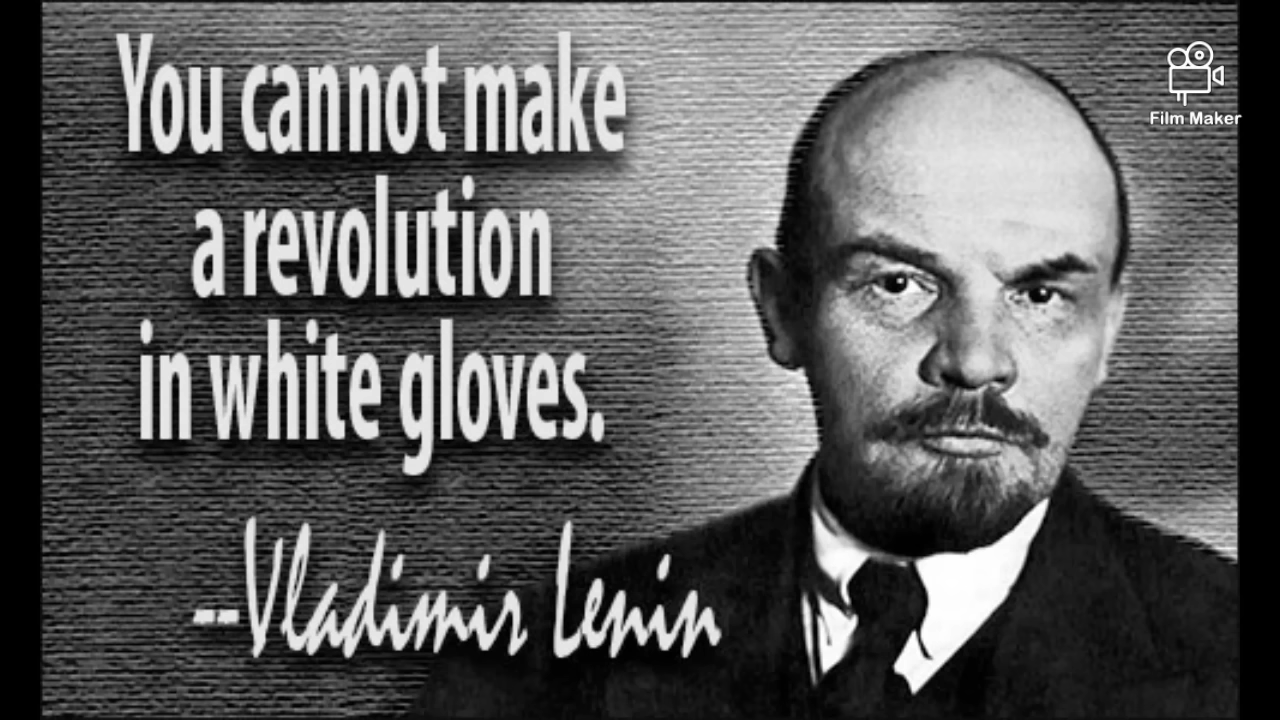 You cannot make
a revolution
in white gloves.
--Vladimir Lenin
Film Maker